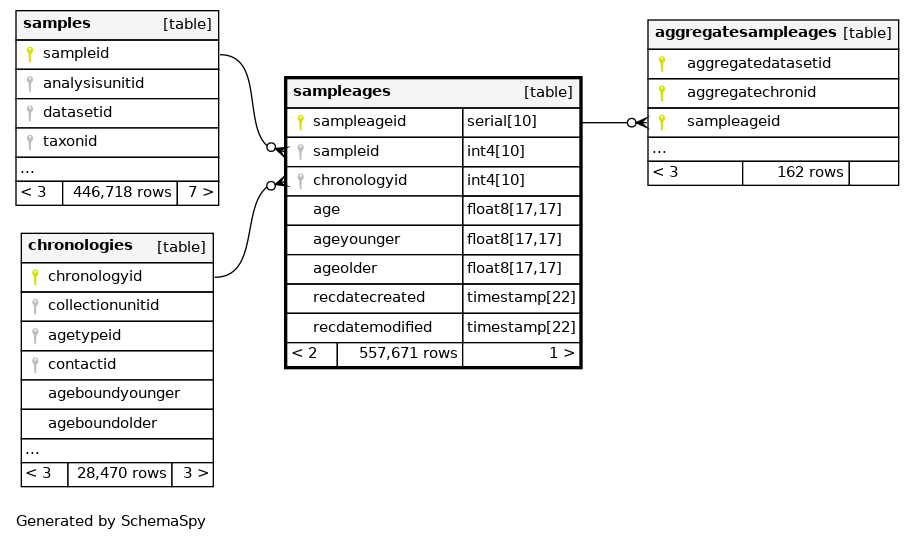 samples [table]
sampleid
analysisunitid
datasetid
taxonid
...
< 3 446,718 rows 7 >
chronologies [table]
chronologyid
collectionunitid
agetypeid
contactid
ageboundyounger
ageboundolder
...
< 3 28,470 rows 3 >
sampleages [table]
sampleageid serial[10]
sampleid int4[10]
chronologyid int4[10]
age float8[17,17]
ageyounger float8[17,17]
ageolder float8[17,17]
recdatecreated timestamp[22]
recdatemodified timestamp[22]
< 2 557,671 rows 1 >
aggregatesampleages [table]
aggregatedatasetid
aggregatechronid
sampleageid
...
< 3 162 rows
Generated by SchemaSpy